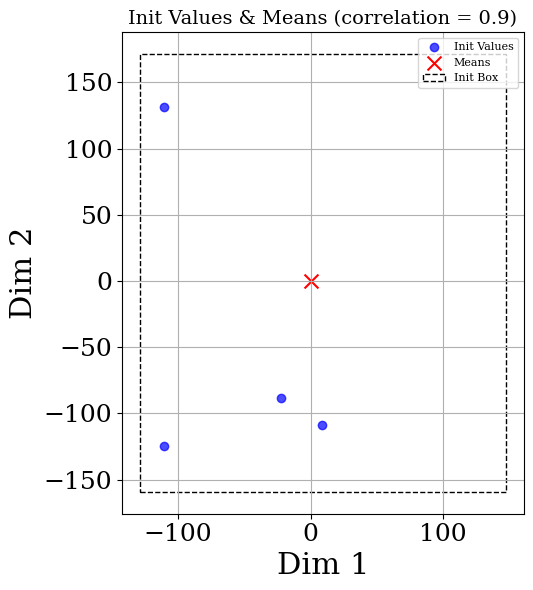 Init Values & Means (correlation = 0.9)
Init Values
Means
Init Box
150
100
50
0
−50
−100
−150
Dim 2
−100
0
100
Dim 1